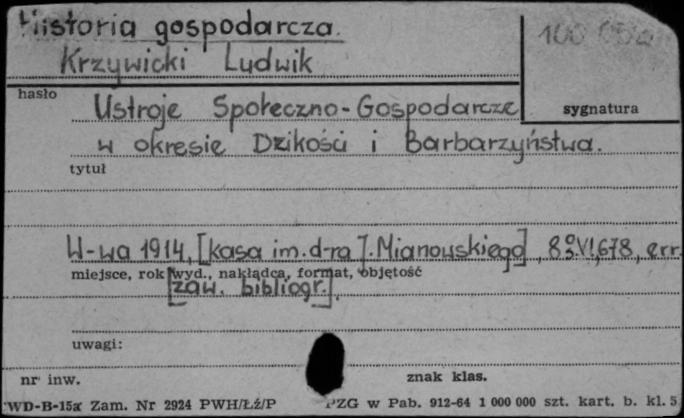 Historia gospodarcza.
Krzywicki Ludwik
hasło
Ustroje Społeczno-Gospodarcze
sygnatura
w okresie Dzikości i Barbarzyństwa.
tytuł
W-wa 1914, [kasa im. d-ra J. Mianowskiego], 8°, VI, 678, err.
miejsce, rok wyd., nakładca, format, objętość
[zaw. bibliogr.].
uwagi:
nr inw.
znak klas.
WD-B-15a Zam. Nr 2924 PWH/Łź/P PZG w Pab. 912-64 1 000 000 szt. kart. b. kl. 5